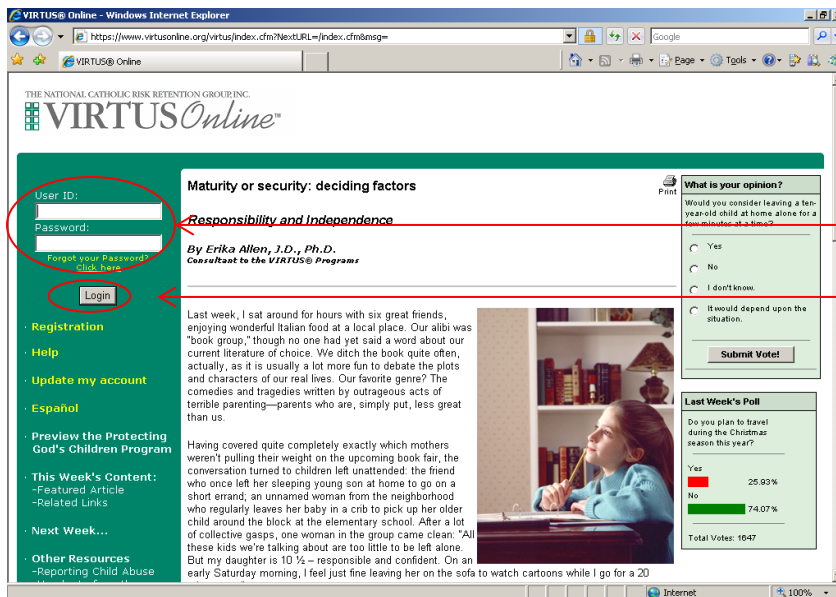 VIRTUS® Online - Windows Internet Explorer
https://www.virtusonline.org/virtus/index.cfm?NextURL=/index.cfm&msg=
Google
VIRTUS® Online
Page
Tools
THE NATIONAL CATHOLIC RISK RETENTION GROUP, INC.
VIRTUS Online™
User ID:
Password:
Forgot your Password?
Click here
Login
· Registration
· Help
· Update my account
· Español
· Preview the Protecting
God's Children Program
· This Week's Content:
-Featured Article
-Related Links
· Next Week...
· Other Resources
-Reporting Child Abuse
Maturity or security: deciding factors
Print
Responsibility and Independence
By Erika Allen, J.D., Ph.D.
Consultant to the VIRTUS® Programs
Last week, I sat around for hours with six great friends,
enjoying wonderful Italian food at a local place. Our alibi was
"book group," though no one had yet said a word about our
current literature of choice. We ditch the book quite often,
actually, as it is usually a lot more fun to debate the plots
and characters of our real lives. Our favorite genre? The
comedies and tragedies written by outrageous acts of
terrible parenting—parents who are, simply put, less great
than us.
Having covered quite completely exactly which mothers
weren't pulling their weight on the upcoming book fair, the
conversation turned to children left unattended: the friend
who once left her sleeping young son at home to go on a
short errand; an unnamed woman from the neighborhood
who regularly leaves her baby in a crib to pick up her older
child around the block at the elementary school. After a lot
of collective gasps, one woman in the group came clean: "All
these kids we're talking about are too little to be left alone.
But my daughter is 10 ½ – responsible and confident. On an
early Saturday morning, I feel just fine leaving her on the sofa to watch cartoons while I go for a 20
What is your opinion?
Would you consider leaving a ten-
year-old child at home alone for a
few minutes at a time?
Yes
No
I don't know.
It would depend upon the
situation.
Submit Vote!
Last Week's Poll
Do you plan to travel
during the Christmas
season this year?
Yes
25.93%
No
74.07%
Total Votes: 1647
Internet
100%